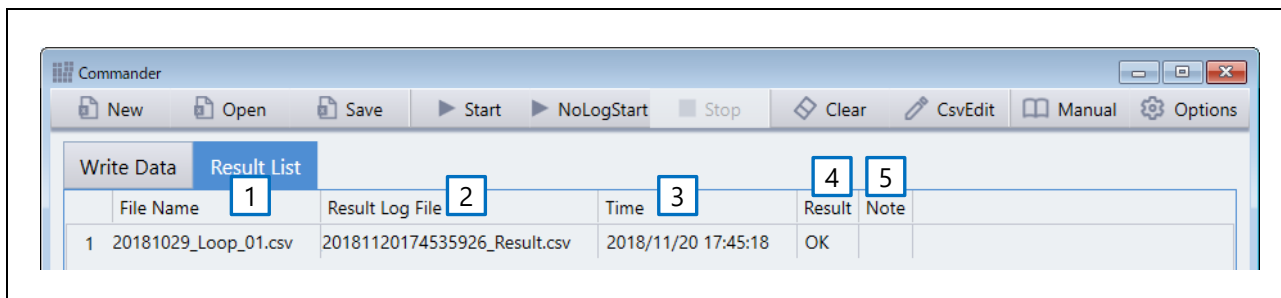 Commander
New Open Save Start NoLogStart Stop Clear CsvEdit Manual Options
Write Data Result List
1 2 3 4 5
File Name Result Log File Time Result Note
1 20181029_Loop_01.csv 20181120174535926_Result.csv 2018/11/20 17:45:18 OK